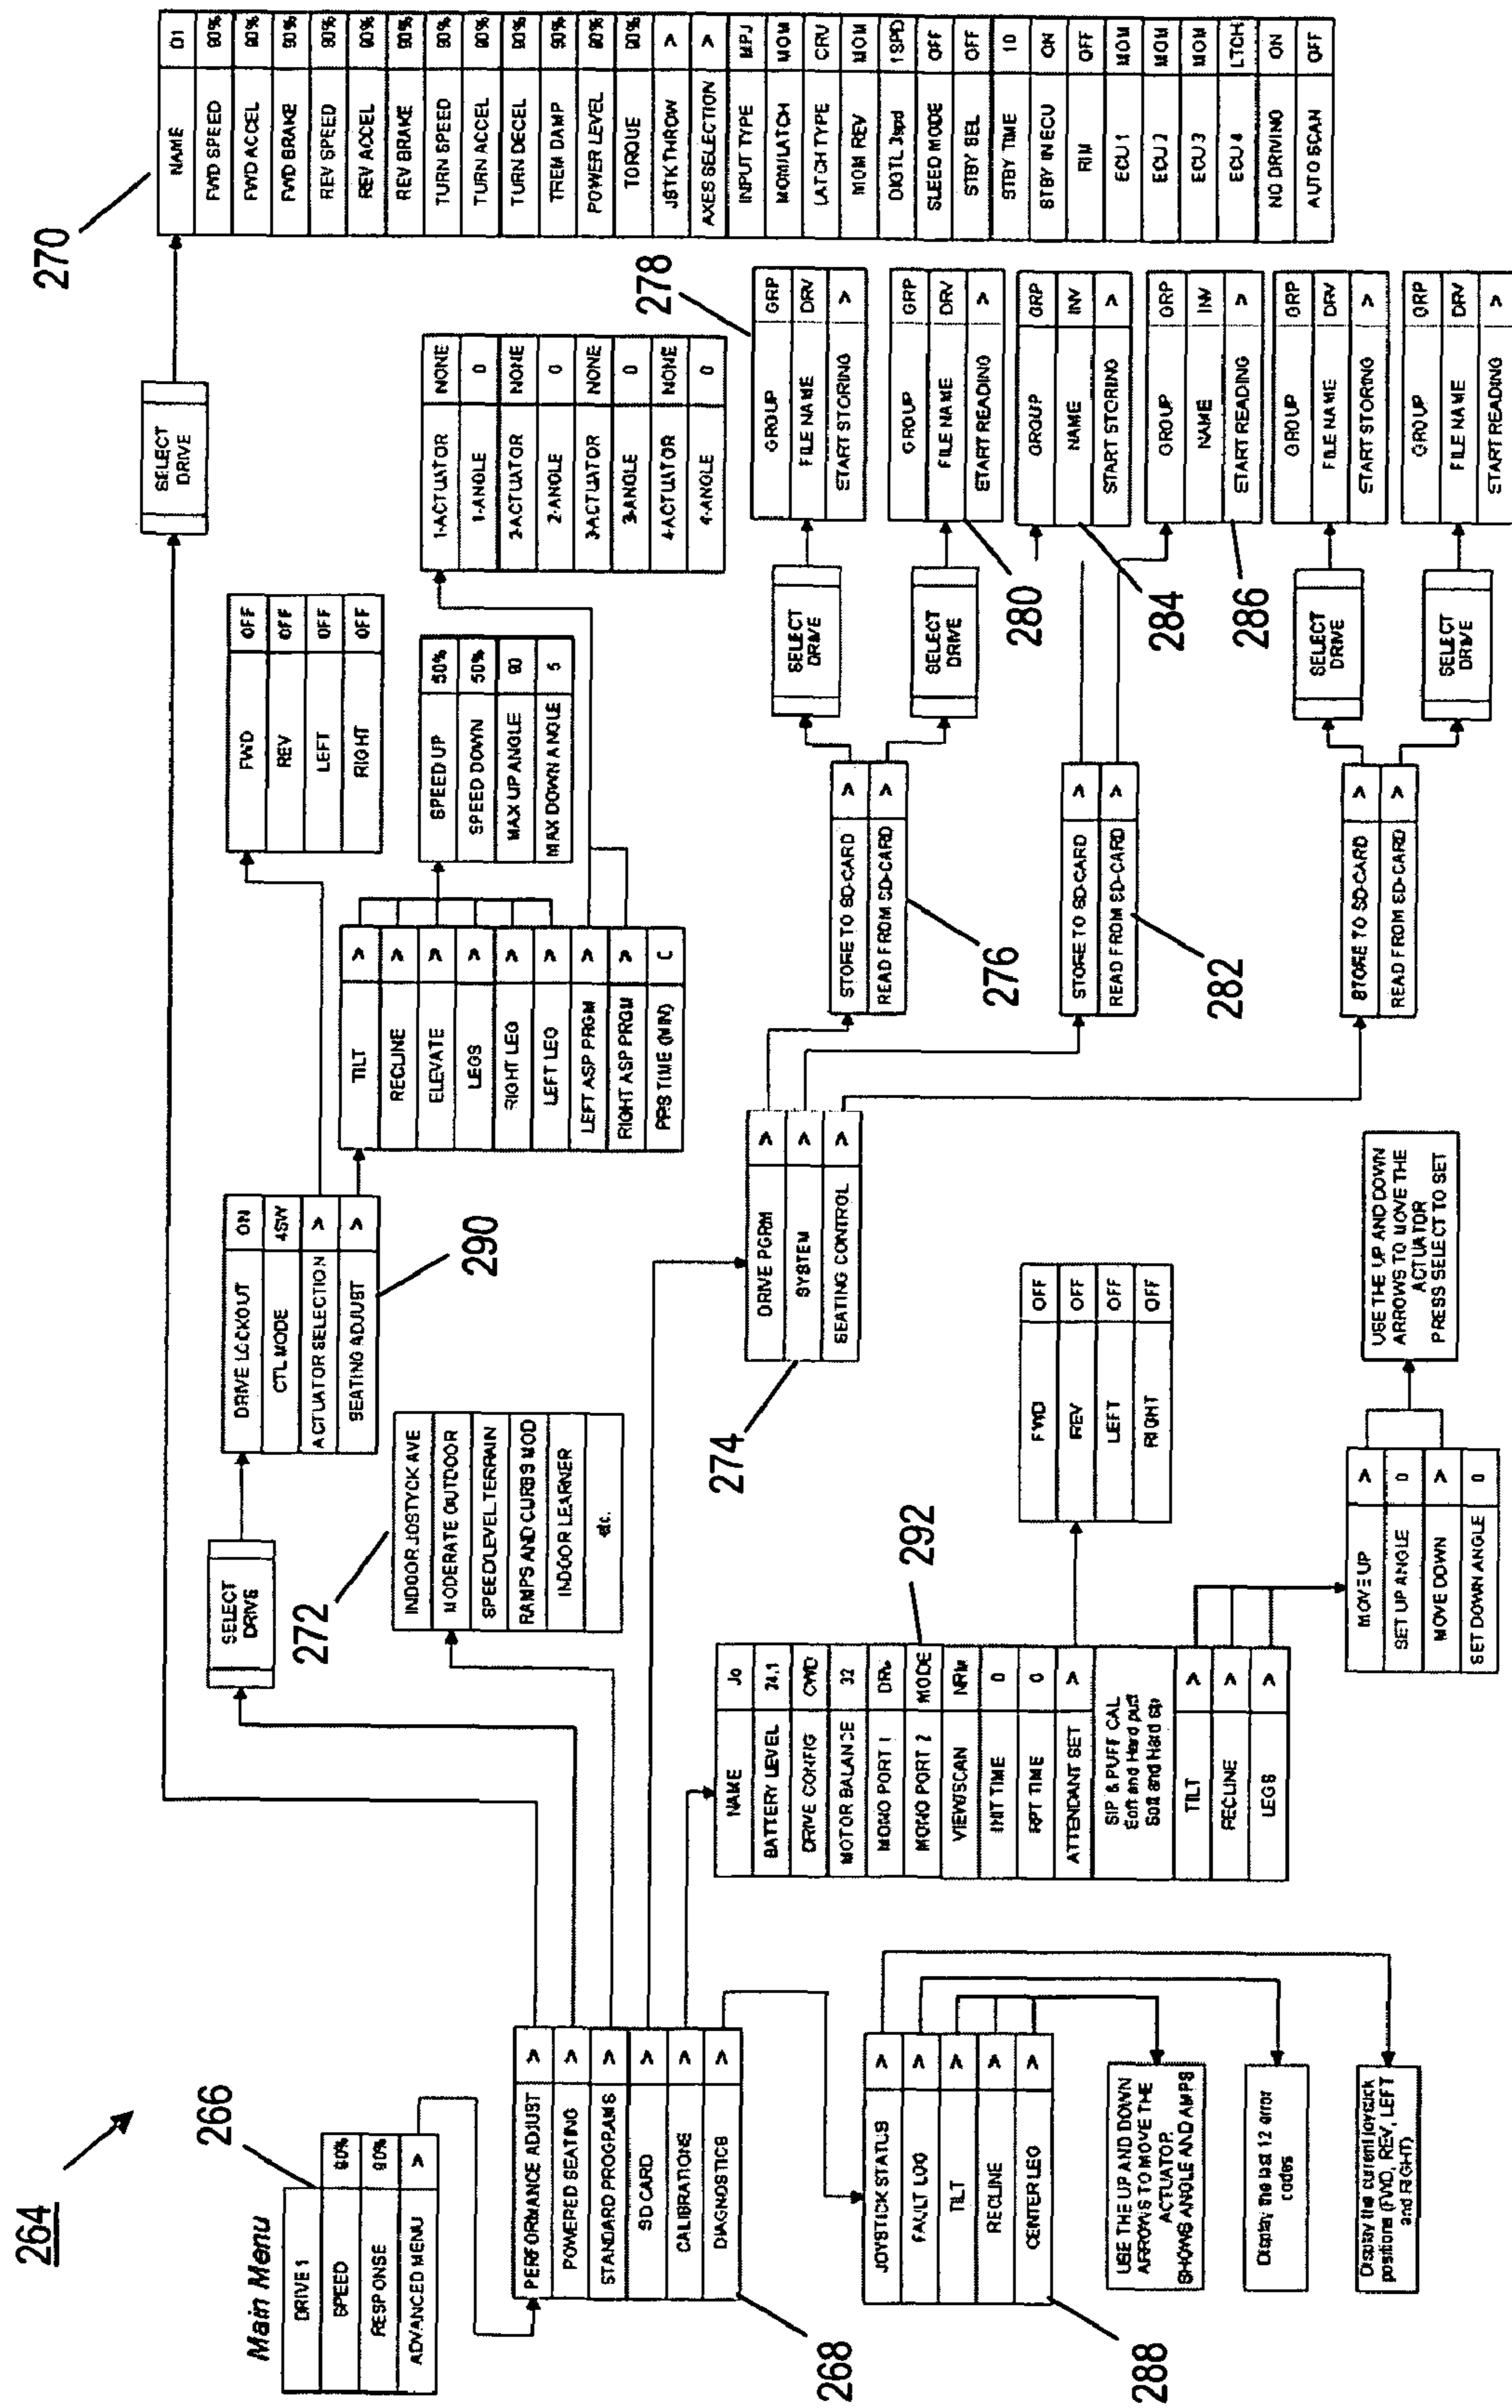 264
Main Menu
266
DRIVE 1
SPEED 90%
RESPONSE 90%
ADVANCED MENU >
268
PERFORMANCE ADJUST >
POWERED SEATING >
STANDARD PROGRAMS >
SD CARD >
CALIBRATIONS >
DIAGNOSTICS >
288
JOYSTICK STATUS >
FAULT LOG >
TILT >
RECLINE >
CENTER LEG >
USE THE UP AND DOWN
ARROWS TO MOVE THE
ACTUATOR.
SHOWS ANGLE AND AMPS
Display the last 12 error
codes
Display the current joystick
positions (FWD, REV, LEFT
and RIGHT)
SELECT
DRIVE
272
INDOOR JOSTYCK AVE
MODERATE OUTDOOR
SPEED/LEVEL TERRAIN
RAMPS AND CURBS MOD
INDOOR LEARNER
etc.
292
NAME Jo
BATTERY LEVEL 24.1
DRIVE CONFIG CWD
MOTOR BALANCE 32
MONO PORT 1
MONO PORT 2 MODE
VIEW/SCAN NRM
INIT TIME 0
RPT TIME 0
ATTENDANT SET >
SIP & PUFF CAL
Soft and Hard puff
Soft and Hard sip
TILT >
RECLINE >
LEGS >
DRIVE LOCKOUT ON
CTL MODE 4SW
ACTUATOR SELECTION >
SEATING ADJUST >
290
FWD OFF
REV OFF
LEFT OFF
RIGHT OFF
TILT >
RECLINE >
ELEVATE >
LEGS >
RIGHT LEG >
LEFT LEG >
LEFT ASP PRGM >
RIGHT ASP PRGM >
PRS TIME (MIN)
SPEED UP 50%
SPEED DOWN 50%
MAX UP ANGLE 90
MAX DOWN ANGLE 5
1-ACTUATOR NONE
1-ANGLE 0
2-ACTUATOR NONE
2-ANGLE 0
3-ACTUATOR NONE
3-ANGLE 0
4-ACTUATOR NONE
4-ANGLE 0
274
DRIVE PGRM >
SYSTEM >
SEATING CONTROL >
FWD OFF
REV OFF
LEFT OFF
RIGHT OFF
MOVE UP >
SET UP ANGLE 0
MOVE DOWN >
SET DOWN ANGLE 0
USE THE UP AND DOWN
ARROWS TO MOVE THE
ACTUATOR
PRESS SELECT TO SET
276
STORE TO SD-CARD >
READ FROM SD-CARD >
282
STORE TO SD-CARD >
READ FROM SD-CARD >
STORE TO SD-CARD >
READ FROM SD-CARD >
SELECT
DRIVE
SELECT
DRIVE
SELECT
DRIVE
SELECT
DRIVE
278
GROUP GRP
FILE NAME DRV
START STORING >
280
GROUP GRP
FILE NAME DRV
START READING >
284
GROUP GRP
NAME INV
START STORING >
286
GROUP GRP
NAME INV
START READING >
GROUP GRP
FILE NAME DRV
START STORING >
GROUP GRP
FILE NAME DRV
START READING >
SELECT
DRIVE
270
NAME D1
FWD SPEED 90%
FWD ACCEL 90%
FWD BRAKE 90%
REV SPEED 90%
REV ACCEL 90%
REV BRAKE 90%
TURN SPEED 90%
TURN ACCEL 90%
TURN DECEL 90%
TREM DAMP 90%
POWER LEVEL 90%
TORQUE 90%
JSTK THROW >
AXES SELECTION >
INPUT TYPE MPJ
MOM/LATCH MOM
LATCH TYPE CRV
MOM REV MOM
DIGTL 3spd 1SPD
SLEED MODE OFF
STBY SEL OFF
STBY TIME 10
STBY IN ECU ON
RIM OFF
ECU 1 MOM
ECU 2 MOM
ECU 3 MOM
ECU 4 LTCH
NO DRIVING ON
AUTO SCAN OFF